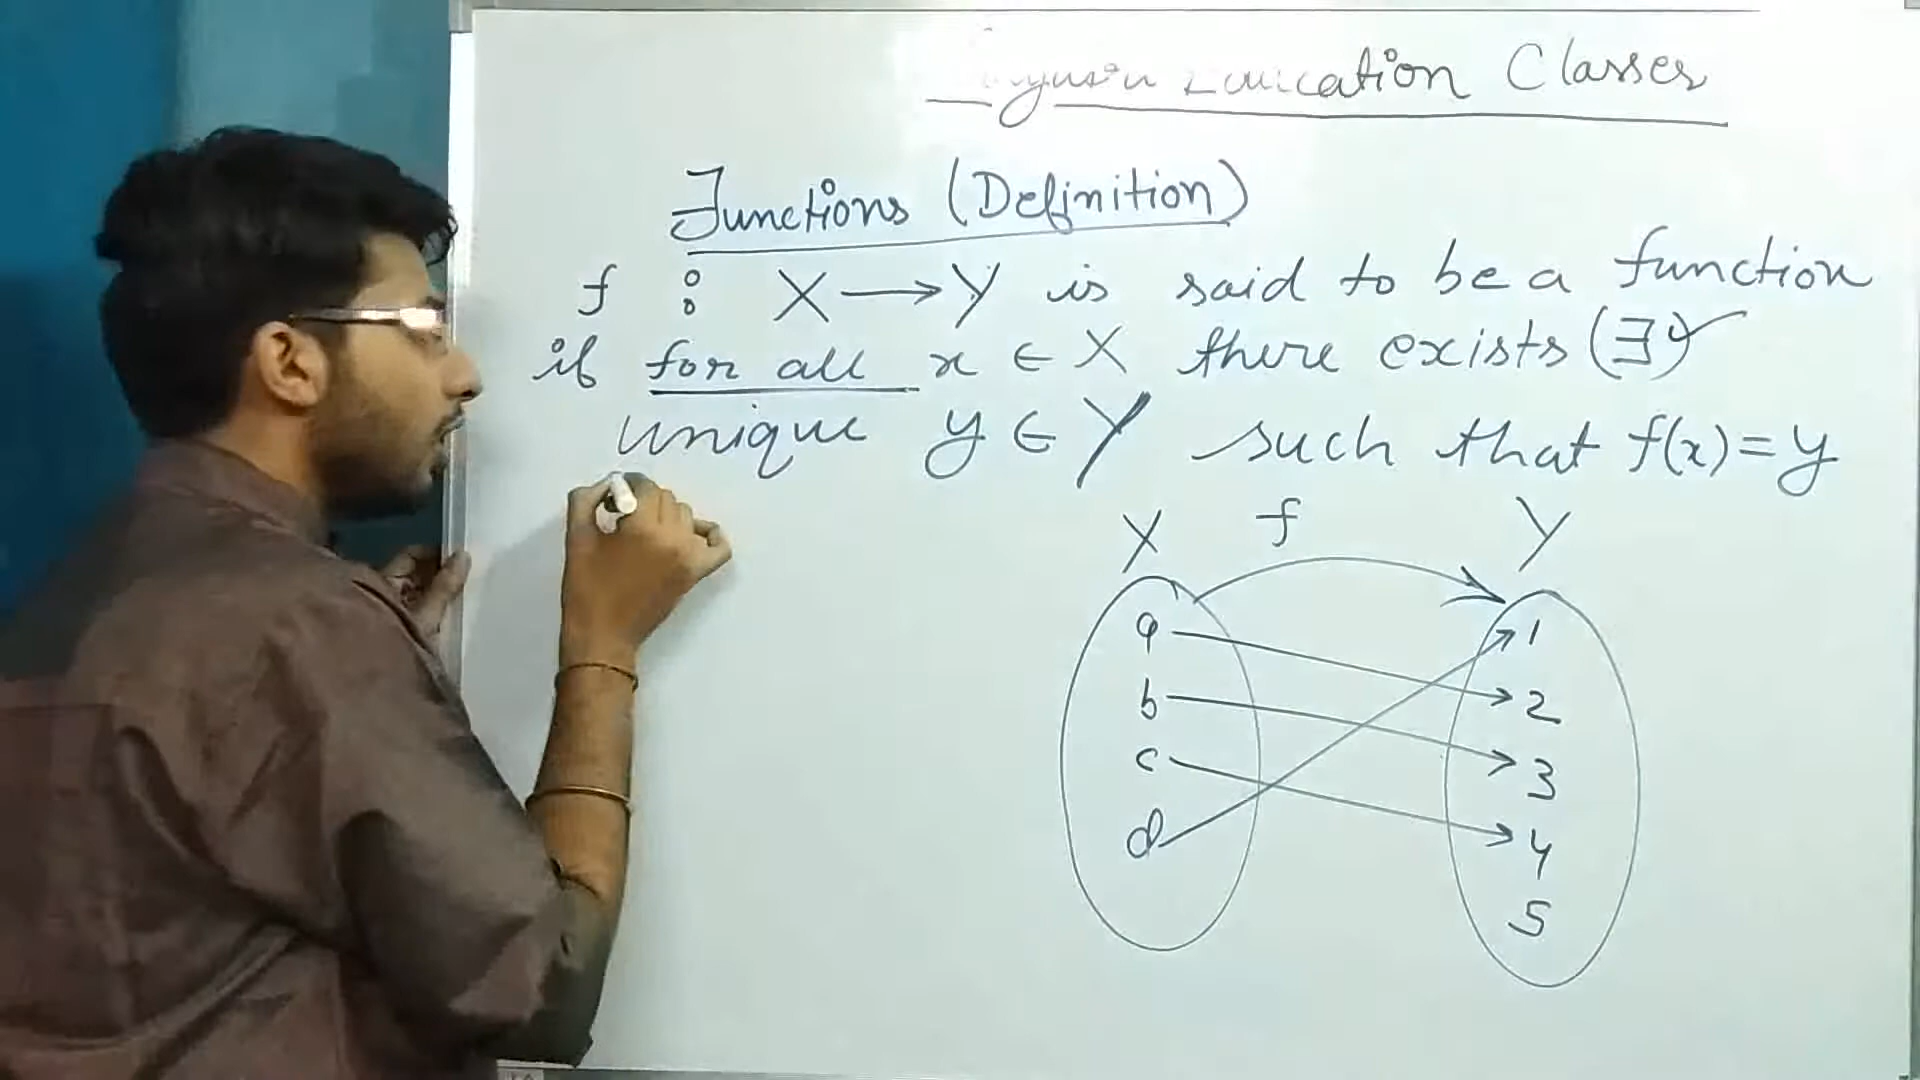 Classes
Functions (Definition)
f : X → Y is said to be a function
if for all x ∈ X there exists (∃)
unique y ∈ Y such that f(x) = y
X f Y
a 1
b 2
c 3
d 4
5